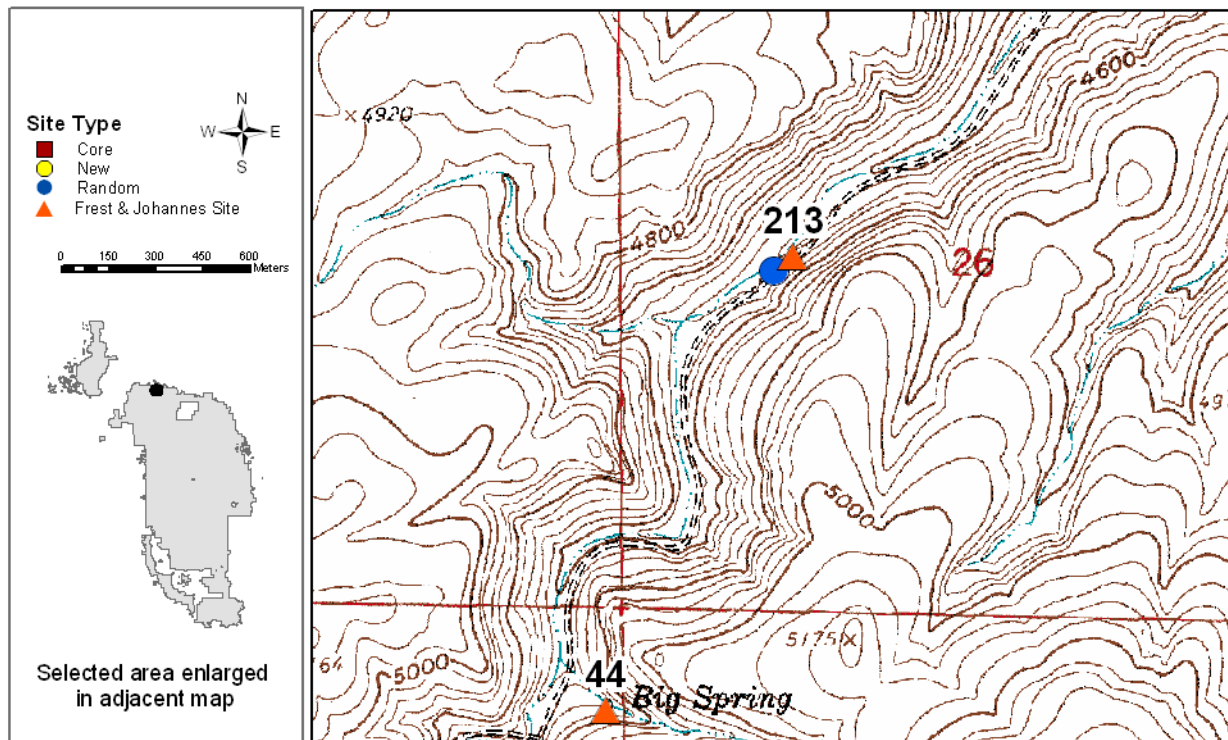 Site Type
Core
New
Random
Frest & Johannes Site
N
W E
S
0 150 300 450 600
Meters
Selected area enlarged
in adjacent map
4920
4600
4800
213
26
5000
5175
64
5000
44
Big Spring